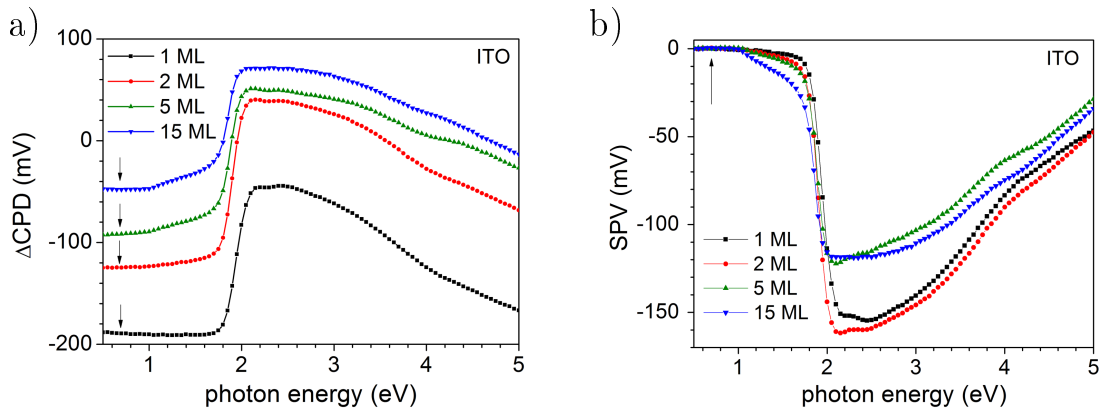 a)
100
0
-100
-200
ΔCPD (mV)
1 ML
2 ML
5 ML
15 ML
ITO
1
2
3
4
5
photon energy (eV)
b)
0
-50
-100
-150
SPV (mV)
ITO
1 ML
2 ML
5 ML
15 ML
1
2
3
4
5
photon energy (eV)